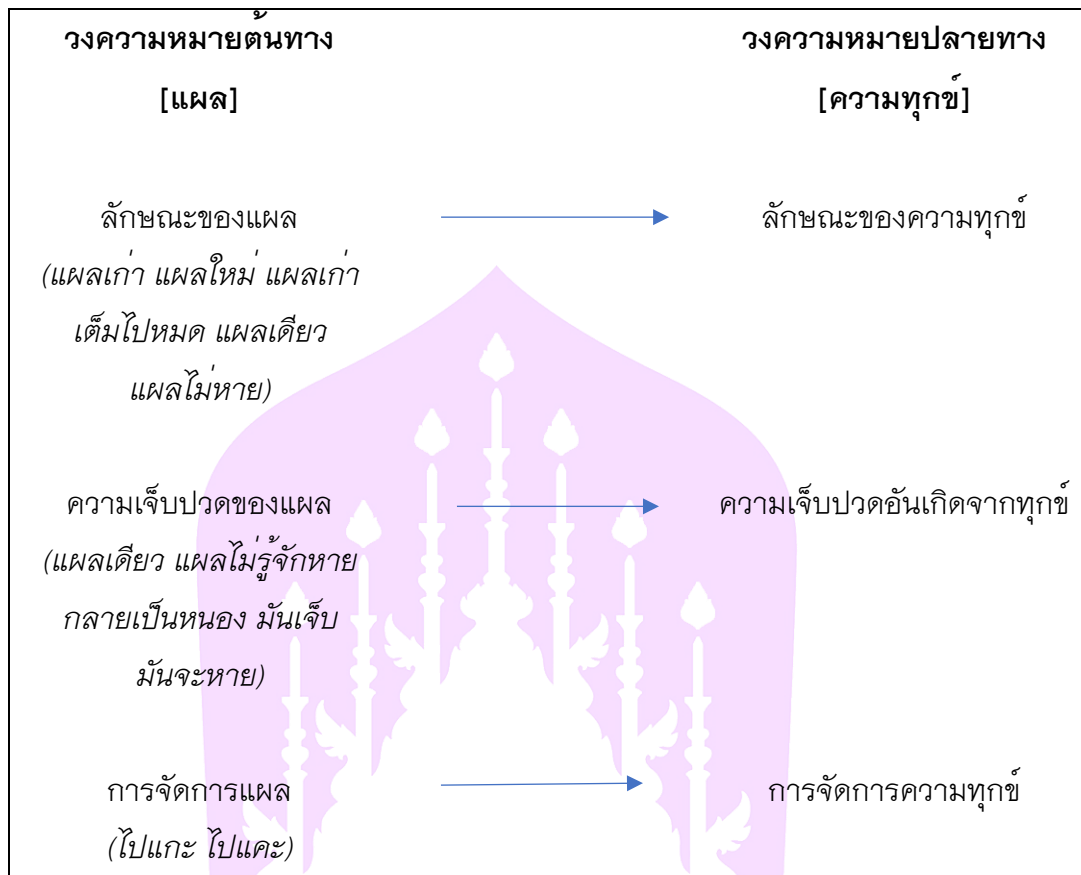 วงความหมายต้นทาง
[แผล]
วงความหมายปลายทาง
[ความทุกข์]
ลักษณะของแผล
(แผลเก่า แผลใหม่ แผลเก่า
เต็มไปหมด แผลเดียว
แผลไม่หาย)
ลักษณะของความทุกข์
ความเจ็บปวดของแผล
(แผลเดียว แผลไม่รู้จักหาย
กลายเป็นหนอง มันเจ็บ
มันจะหาย)
ความเจ็บปวดอันเกิดจากทุกข์
การจัดการแผล
(ไปแกะ ไปแคะ)
การจัดการความทุกข์